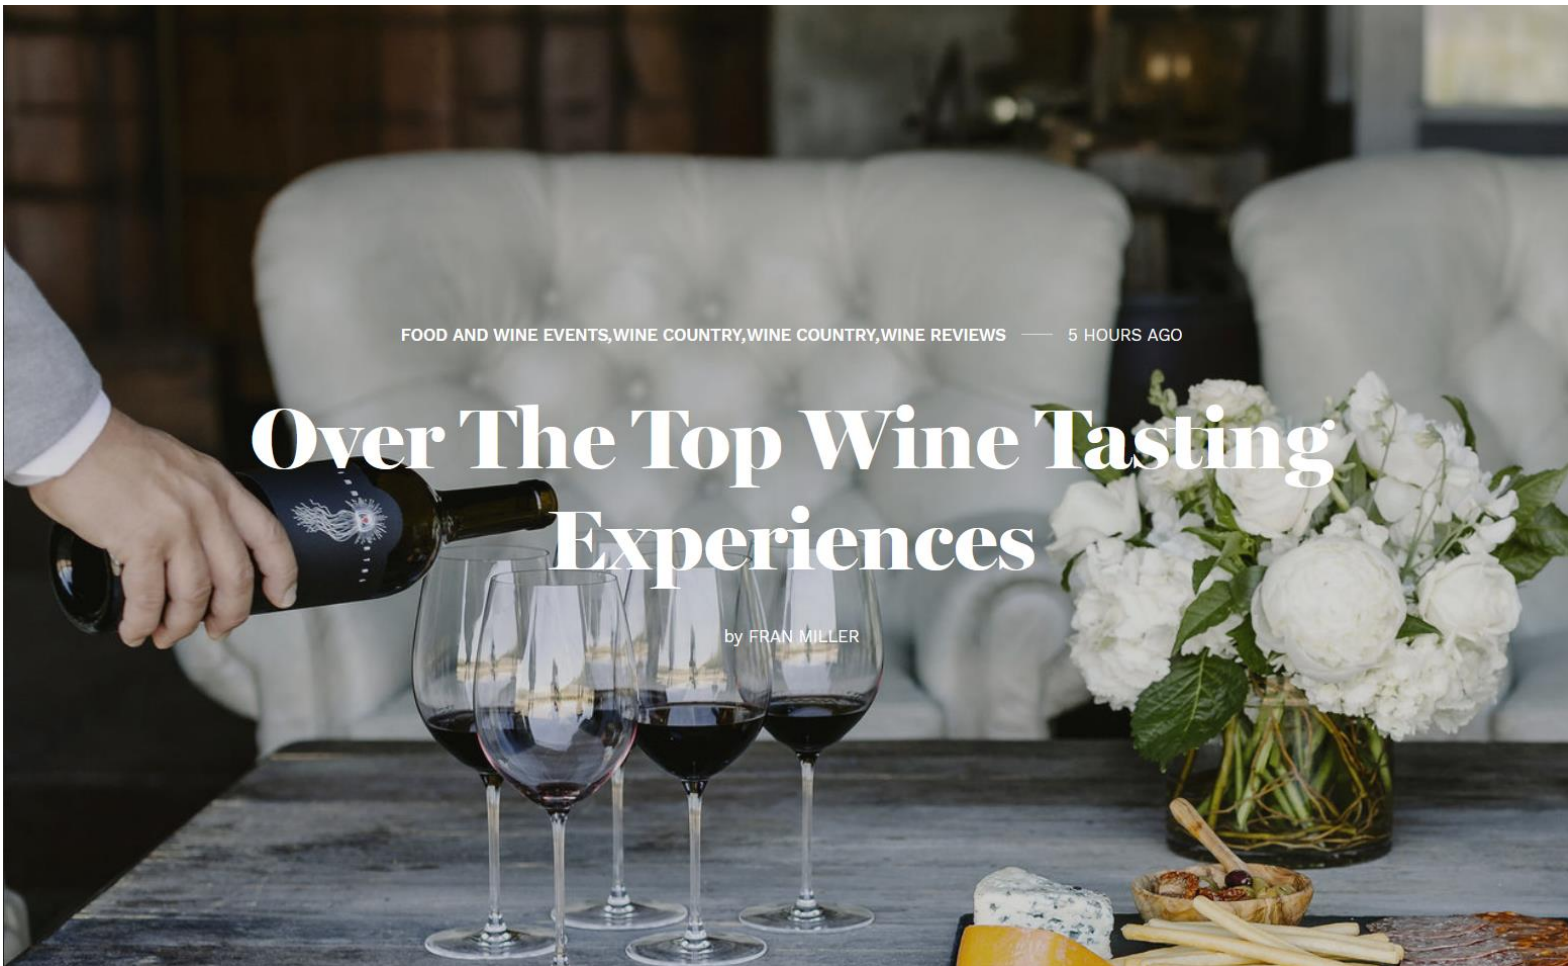 FOOD AND WINE EVENTS,WINE COUNTRY,WINE COUNTRY,WINE REVIEWS — 5 HOURS AGO
Over The Top Wine Tasting
Experiences
by FRAN MILLER